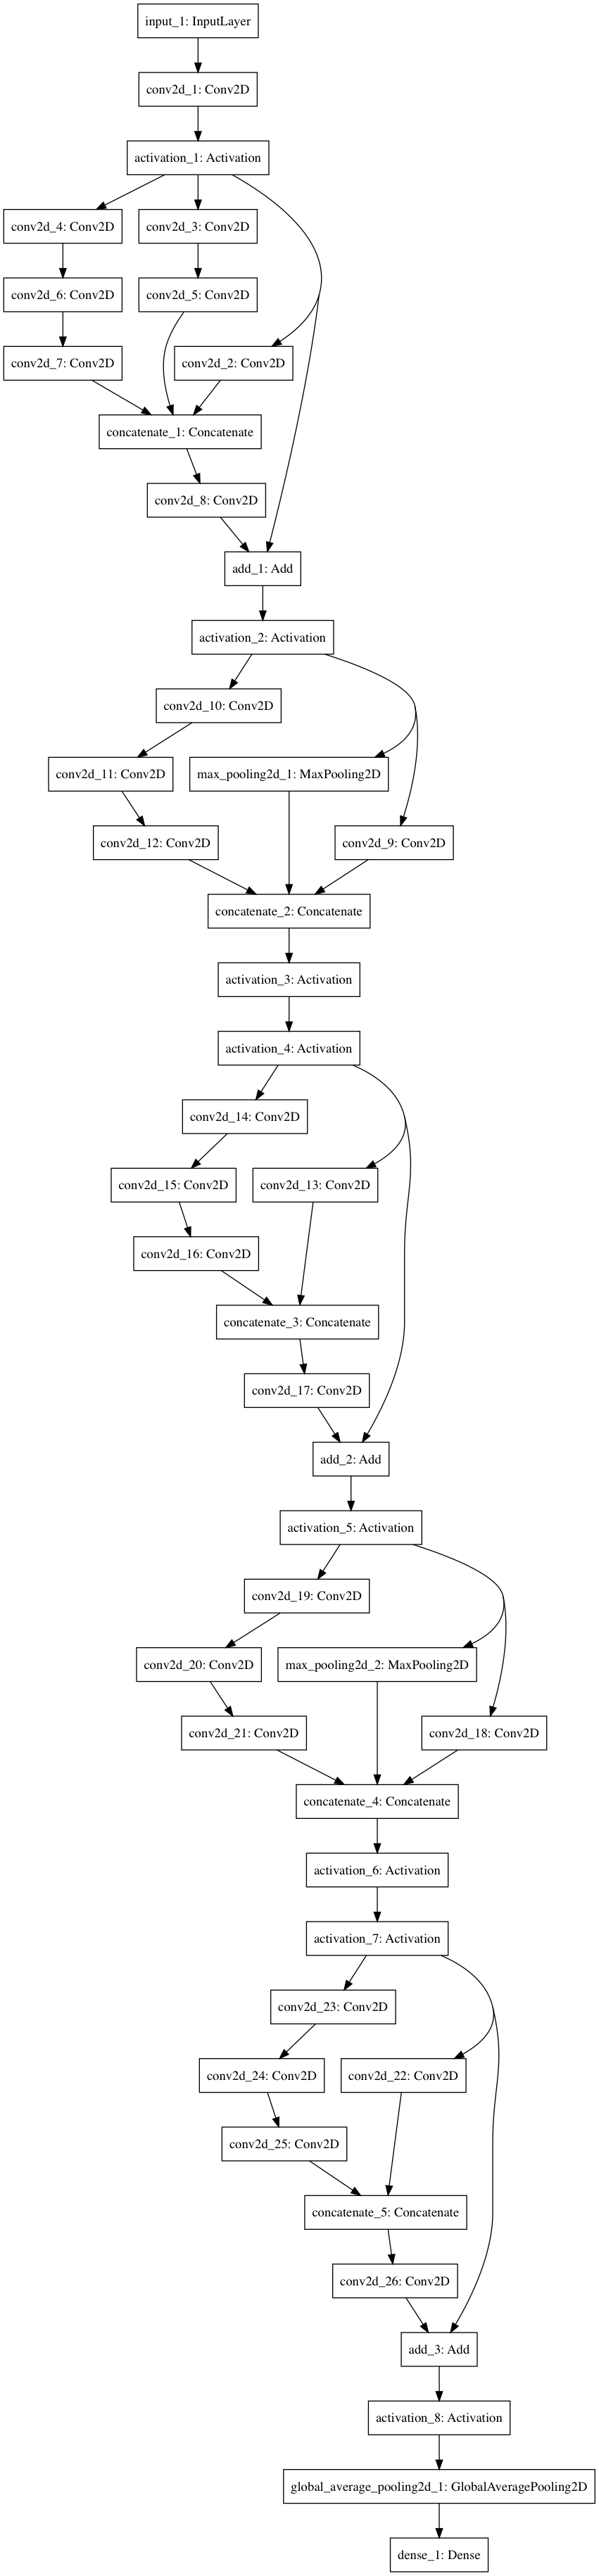 input_1: InputLayer
conv2d_1: Conv2D
activation_1: Activation
conv2d_4: Conv2D
conv2d_3: Conv2D
conv2d_6: Conv2D
conv2d_5: Conv2D
conv2d_7: Conv2D
conv2d_2: Conv2D
concatenate_1: Concatenate
conv2d_8: Conv2D
add_1: Add
activation_2: Activation
conv2d_10: Conv2D
conv2d_11: Conv2D
max_pooling2d_1: MaxPooling2D
conv2d_12: Conv2D
conv2d_9: Conv2D
concatenate_2: Concatenate
activation_3: Activation
activation_4: Activation
conv2d_14: Conv2D
conv2d_15: Conv2D
conv2d_13: Conv2D
conv2d_16: Conv2D
concatenate_3: Concatenate
conv2d_17: Conv2D
add_2: Add
activation_5: Activation
conv2d_19: Conv2D
conv2d_20: Conv2D
max_pooling2d_2: MaxPooling2D
conv2d_21: Conv2D
conv2d_18: Conv2D
concatenate_4: Concatenate
activation_6: Activation
activation_7: Activation
conv2d_23: Conv2D
conv2d_24: Conv2D
conv2d_22: Conv2D
conv2d_25: Conv2D
concatenate_5: Concatenate
conv2d_26: Conv2D
add_3: Add
activation_8: Activation
global_average_pooling2d_1: GlobalAveragePooling2D
dense_1: Dense